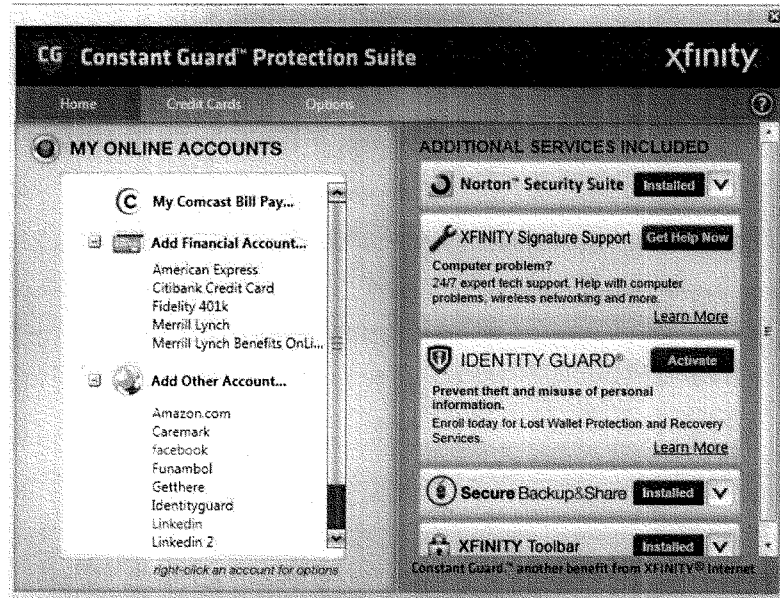 CG Constant Guard™ Protection Suite
xfinity
Home Credit Cards Options
?
MY ONLINE ACCOUNTS
My Comcast Bill Pay...
Add Financial Account...
American Express
Citibank Credit Card
Fidelity 401k
Merrill Lynch
Merrill Lynch Benefits OnLi...
Add Other Account...
Amazon.com
Caremark
facebook
Funambol
Getthere
Identityguard
Linkedin
Linkedin 2
right-click an account for options
ADDITIONAL SERVICES INCLUDED
Norton™ Security Suite Installed
XFINITY Signature Support Get Help Now
Computer problem?
24/7 expert tech support. Help with computer
problems, wireless networking and more.
Learn More
IDENTITY GUARD® Activate
Prevent theft and misuse of personal
information.
Enroll today for Lost Wallet Protection and Recovery
Services.
Learn More
Secure Backup&Share Installed
XFINITY Toolbar Installed
Constant Guard™ another benefit from XFINITY® Internet